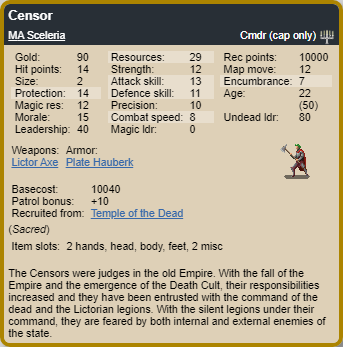 Censor
MA Sceleria Cmdr (cap only)
Gold: 90 Resources: 29 Rec points: 10000
Hit points: 14 Strength: 12 Map move: 12
Size: 2 Attack skill: 13 Encumbrance: 7
Protection: 14 Defence skill: 11 Age: 22
Magic res: 12 Precision: 10 (50)
Morale: 15 Combat speed: 8 Undead ldr: 80
Leadership: 40 Magic ldr: 0
Weapons: Armor:
Lictor Axe Plate Hauberk
Basecost: 10040
Patrol bonus: +10
Recruited from: Temple of the Dead
(Sacred)
Item slots: 2 hands, head, body, feet, 2 misc
The Censors were judges in the old Empire. With the fall of the
Empire and the emergence of the Death Cult, their responsibilities
increased and they have been entrusted with the command of the
dead and the Lictorian legions. With the silent legions under their
command, they are feared by both internal and external enemies of
the state.